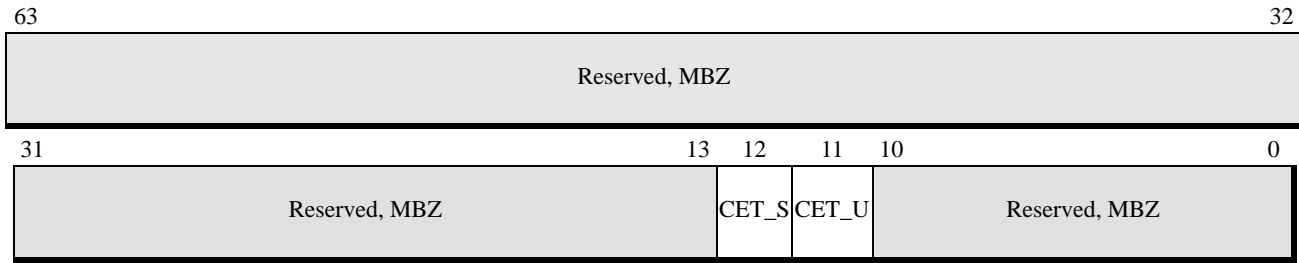 63 32
Reserved, MBZ
31 13 12 11 10 0
Reserved, MBZ CET_S CET_U Reserved, MBZ